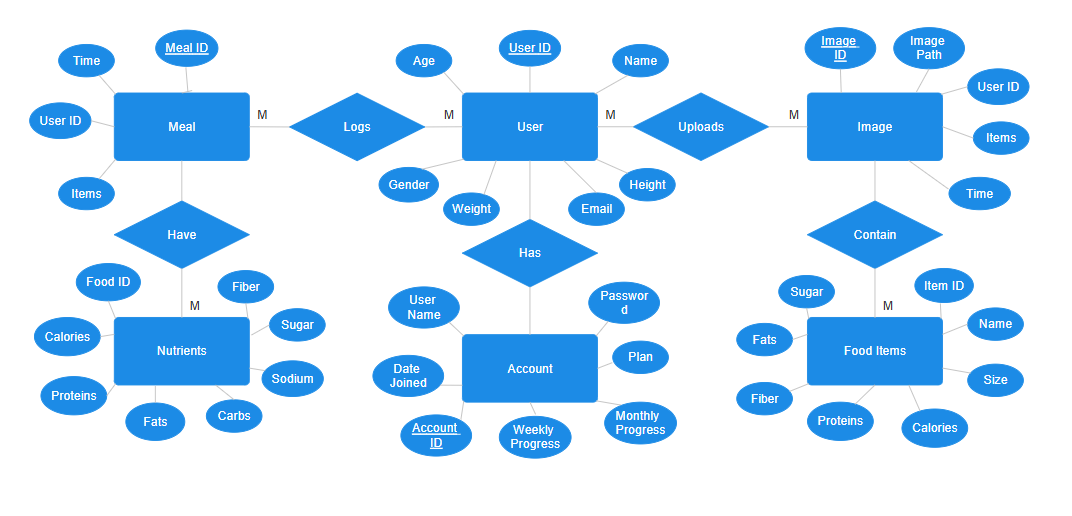 Meal ID
User ID
Image
ID
Image
Path
Time
Age
Name
User ID
M
M
M
M
User ID
Meal
Logs
User
Uploads
Image
Items
Items
Gender
Weight
Email
Height
Time
Have
Has
Contain
Food ID
Fiber
User
Name
Passwor
d
Sugar
Item ID
M
M
Calories
Sugar
Fats
Name
Nutrients
Food Items
Plan
Account
Date
Joined
Sodium
Size
Proteins
Fiber
Fats
Carbs
Account
ID
Weekly
Progress
Monthly
Progress
Proteins
Calories